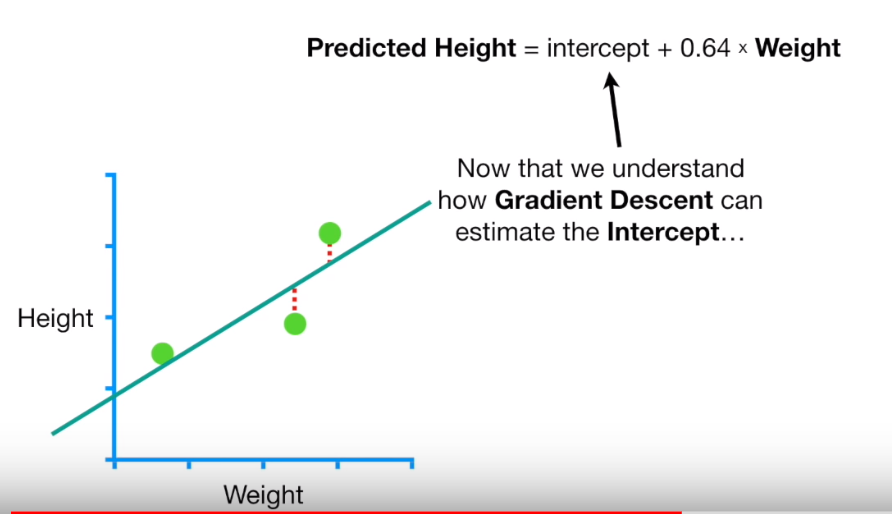 Predicted Height = intercept + 0.64 x Weight
Now that we understand
how Gradient Descent can
estimate the Intercept…
Height
Weight